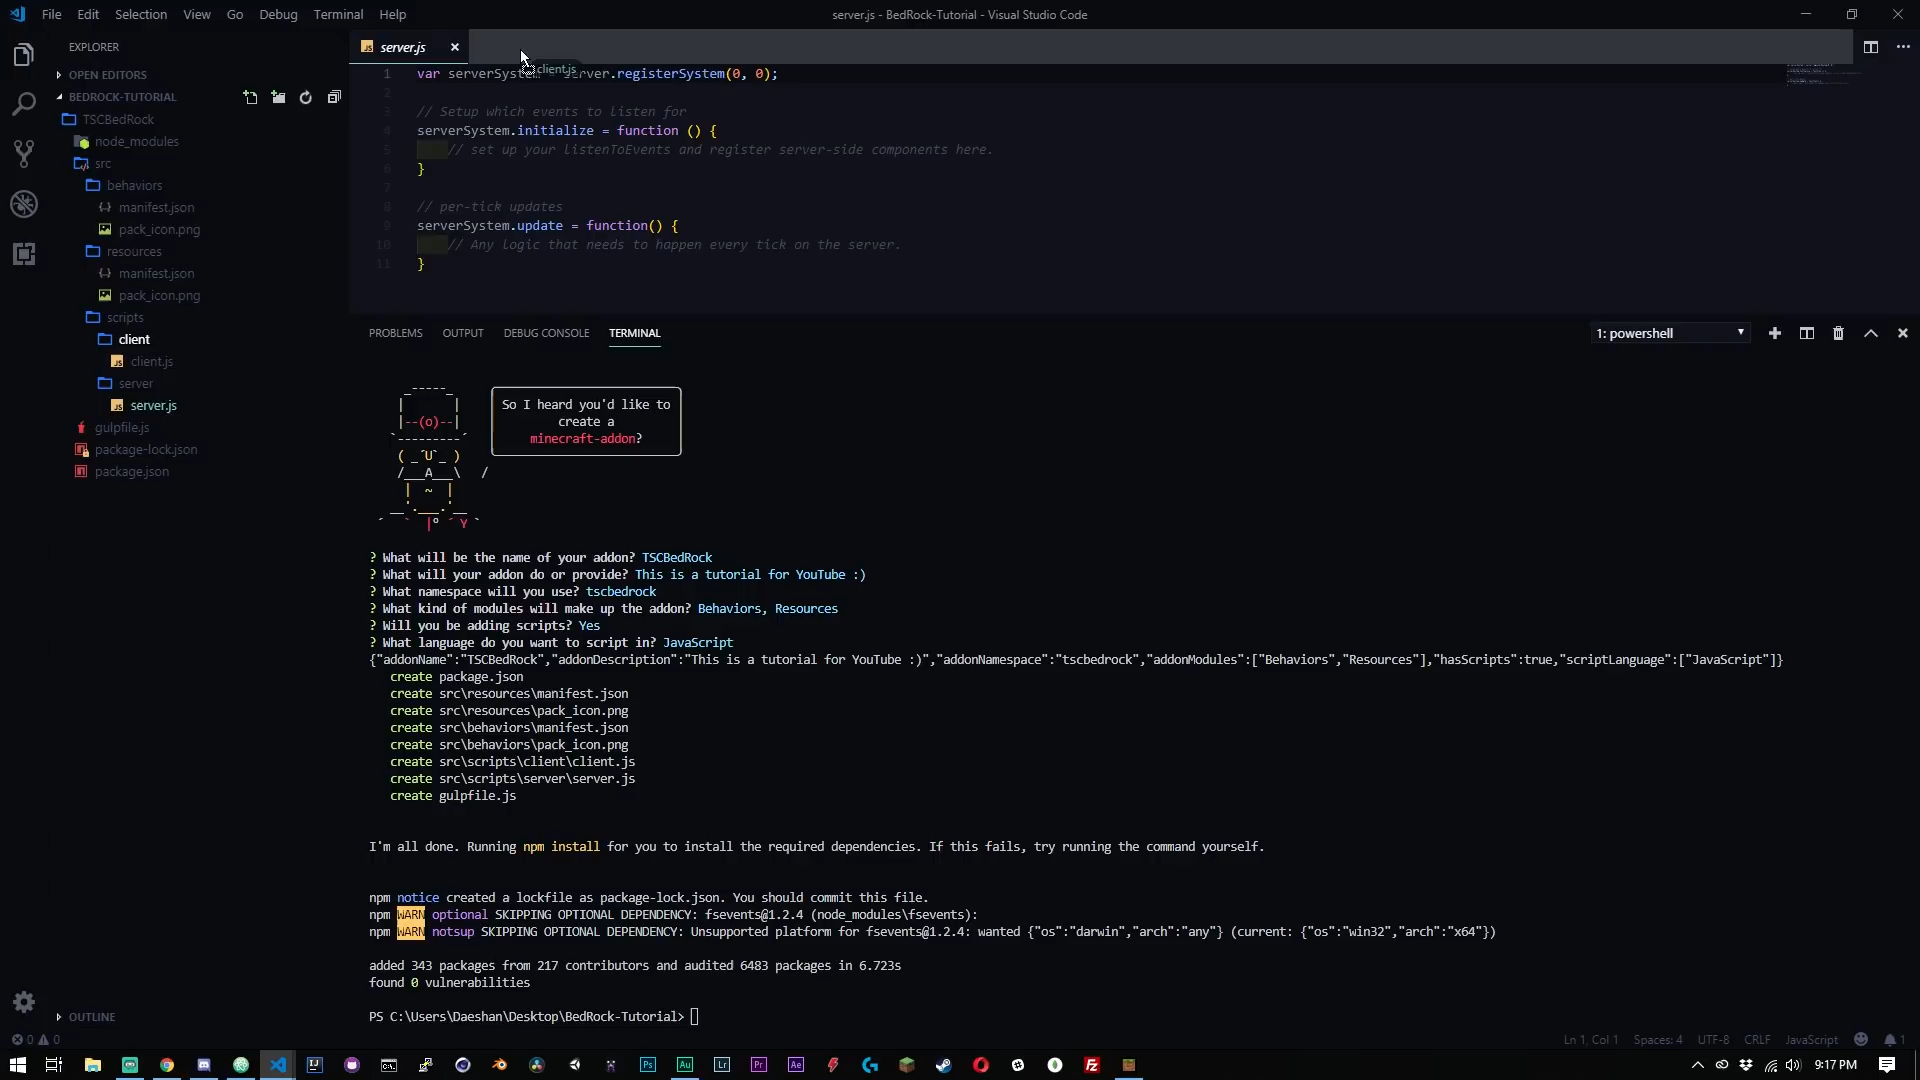 File Edit Selection View Go Debug Terminal Help
server.js - BedRock-Tutorial - Visual Studio Code
EXPLORER
OPEN EDITORS
BEDROCK-TUTORIAL
TSCBedRock
node_modules
src
behaviors
manifest.json
pack_icon.png
resources
manifest.json
pack_icon.png
scripts
client
client.js
server
server.js
gulpfile.js
package-lock.json
package.json
OUTLINE
server.js
client.js
1 var serverSystem = server.registerSystem(0, 0);
2
3 // Setup which events to listen for
4 serverSystem.initialize = function () {
5 // set up your listenToEvents and register server-side components here.
6 }
7
8 // per-tick updates
9 serverSystem.update = function() {
10 // Any logic that needs to happen every tick on the server.
11 }
PROBLEMS OUTPUT DEBUG CONSOLE TERMINAL
1: powershell
So I heard you'd like to
create a
minecraft-addon?
? What will be the name of your addon? TSCBedRock
? What will your addon do or provide? This is a tutorial for YouTube :)
? What namespace will you use? tscbedrock
? What kind of modules will make up the addon? Behaviors, Resources
? Will you be adding scripts? Yes
? What language do you want to script in? JavaScript
{"addonName":"TSCBedRock","addonDescription":"This is a tutorial for YouTube :)","addonNamespace":"tscbedrock","addonModules":["Behaviors","Resources"],"hasScripts":true,"scriptLanguage":["JavaScript"]}
create package.json
create src\resources\manifest.json
create src\resources\pack_icon.png
create src\behaviors\manifest.json
create src\behaviors\pack_icon.png
create src\scripts\client\client.js
create src\scripts\server\server.js
create gulpfile.js
I'm all done. Running npm install for you to install the required dependencies. If this fails, try running the command yourself.
npm notice created a lockfile as package-lock.json. You should commit this file.
npm WARN optional SKIPPING OPTIONAL DEPENDENCY: fsevents@1.2.4 (node_modules\fsevents):
npm WARN notsup SKIPPING OPTIONAL DEPENDENCY: Unsupported platform for fsevents@1.2.4: wanted {"os":"darwin","arch":"any"} (current: {"os":"win32","arch":"x64"})
added 343 packages from 217 contributors and audited 6483 packages in 6.723s
found 0 vulnerabilities
PS C:\Users\Daeshan\Desktop\BedRock-Tutorial>
0 0
Ln 1, Col 1 Spaces: 4 UTF-8 CRLF JavaScript 1
9:17 PM